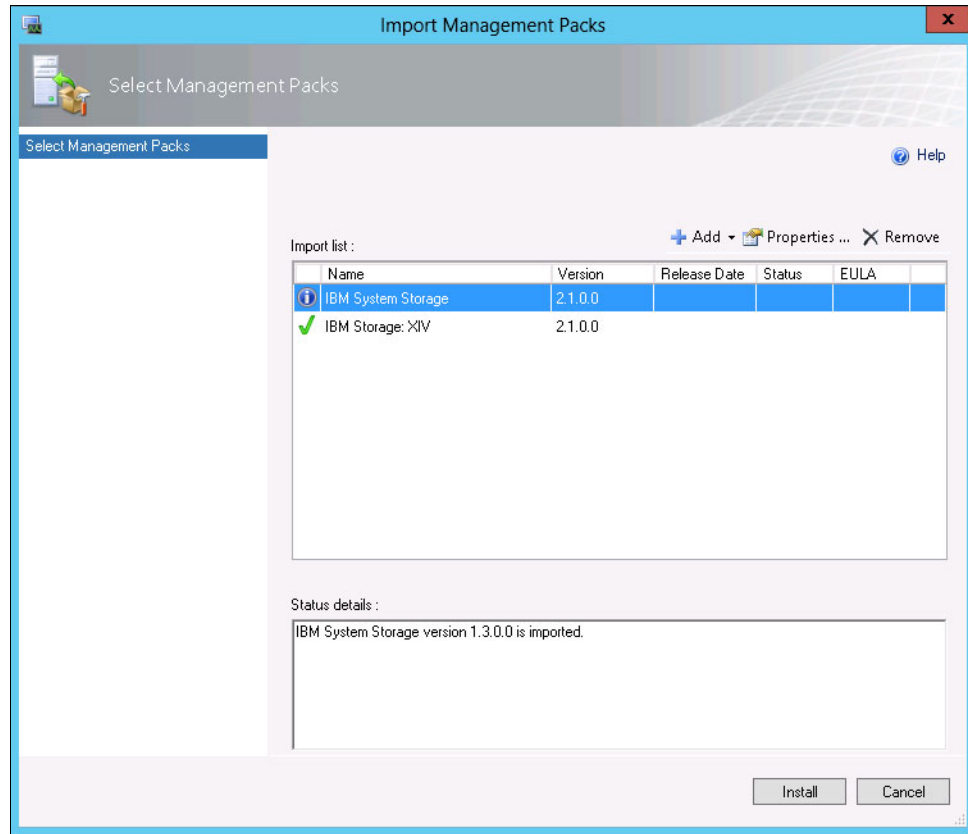 Import Management Packs
x
Select Management Packs
Select Management Packs
Help
Import list :
Add
Properties ...
Remove
Name Version Release Date Status EULA
IBM System Storage 2.1.0.0
IBM Storage: XIV 2.1.0.0
Status details :
IBM System Storage version 1.3.0.0 is imported.
Install
Cancel